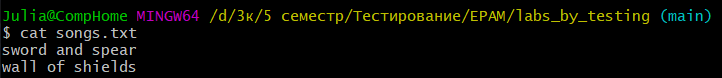 Julia@CompHome MINGW64 /d/3к/5 семестр/Тестирование/EPAM/labs_by_testing (main)
$ cat songs.txt
sword and spear
wall of shields